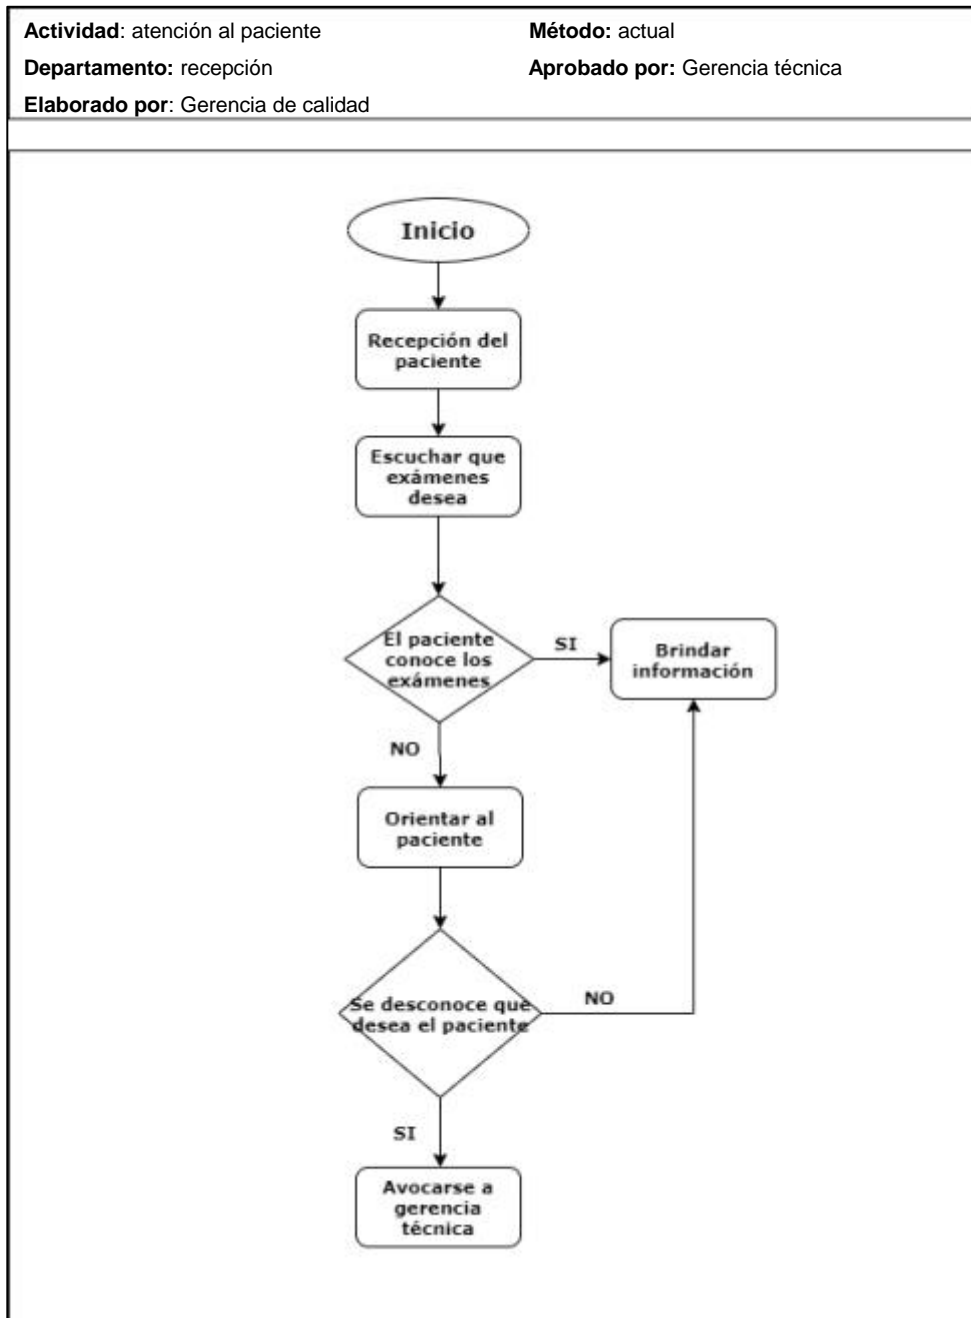 Actividad: atención al paciente
Método: actual
Departamento: recepción
Aprobado por: Gerencia técnica
Elaborado por: Gerencia de calidad
Inicio
Recepción del
paciente
Escuchar que
exámenes
desea
El paciente
conoce los
exámenes
SI
Brindar
información
NO
Orientar al
paciente
Se desconoce que
desea el paciente
NO
SI
Avocarse a
gerencia
técnica